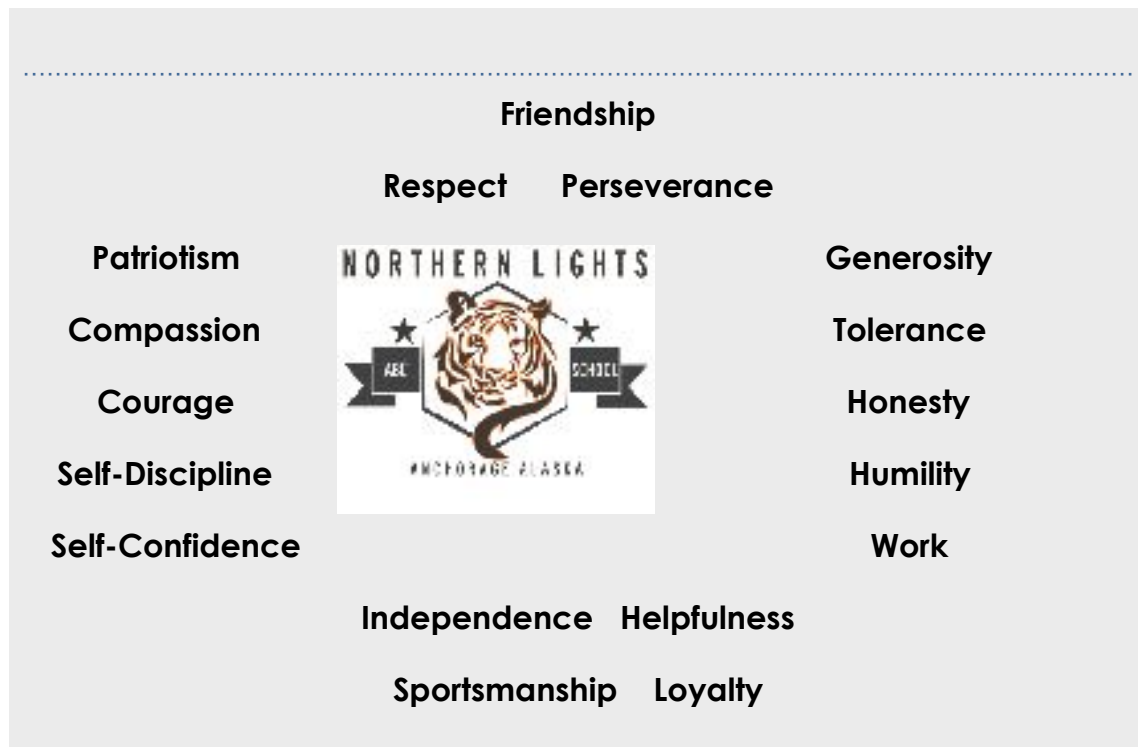 Friendship
Respect Perseverance
Patriotism
Generosity
NORTHERN LIGHTS
Compassion
Tolerance
ABC
SCHOOL
Courage
Honesty
ANCHORAGE ALASKA
Self-Discipline
Humility
Self-Confidence
Work
Independence Helpfulness
Sportsmanship Loyalty